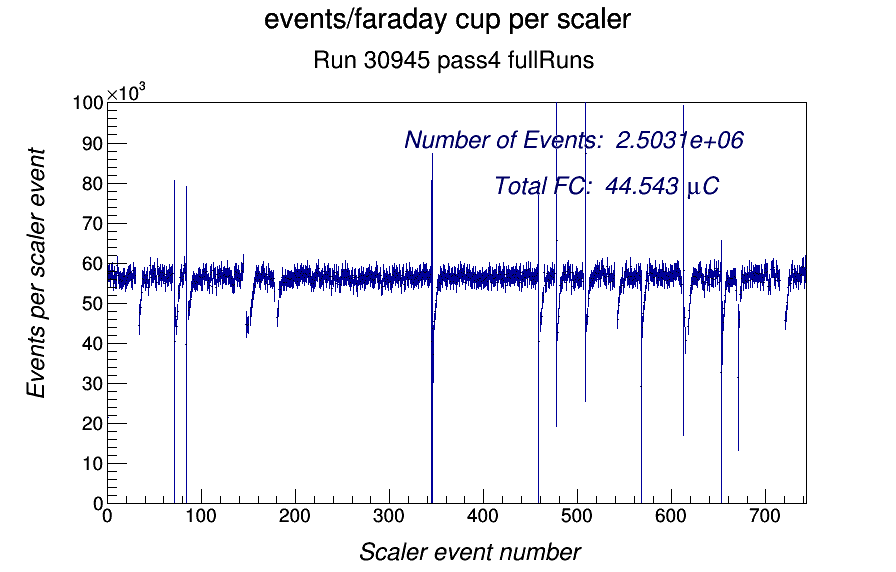 events/faraday cup per scaler
Run 30945 pass4 fullRuns
×10³
100
90
80
70
60
50
40
30
20
10
0
Events per scaler event
Number of Events: 2.5031e+06
Total FC: 44.543 μC
0 100 200 300 400 500 600 700
Scaler event number